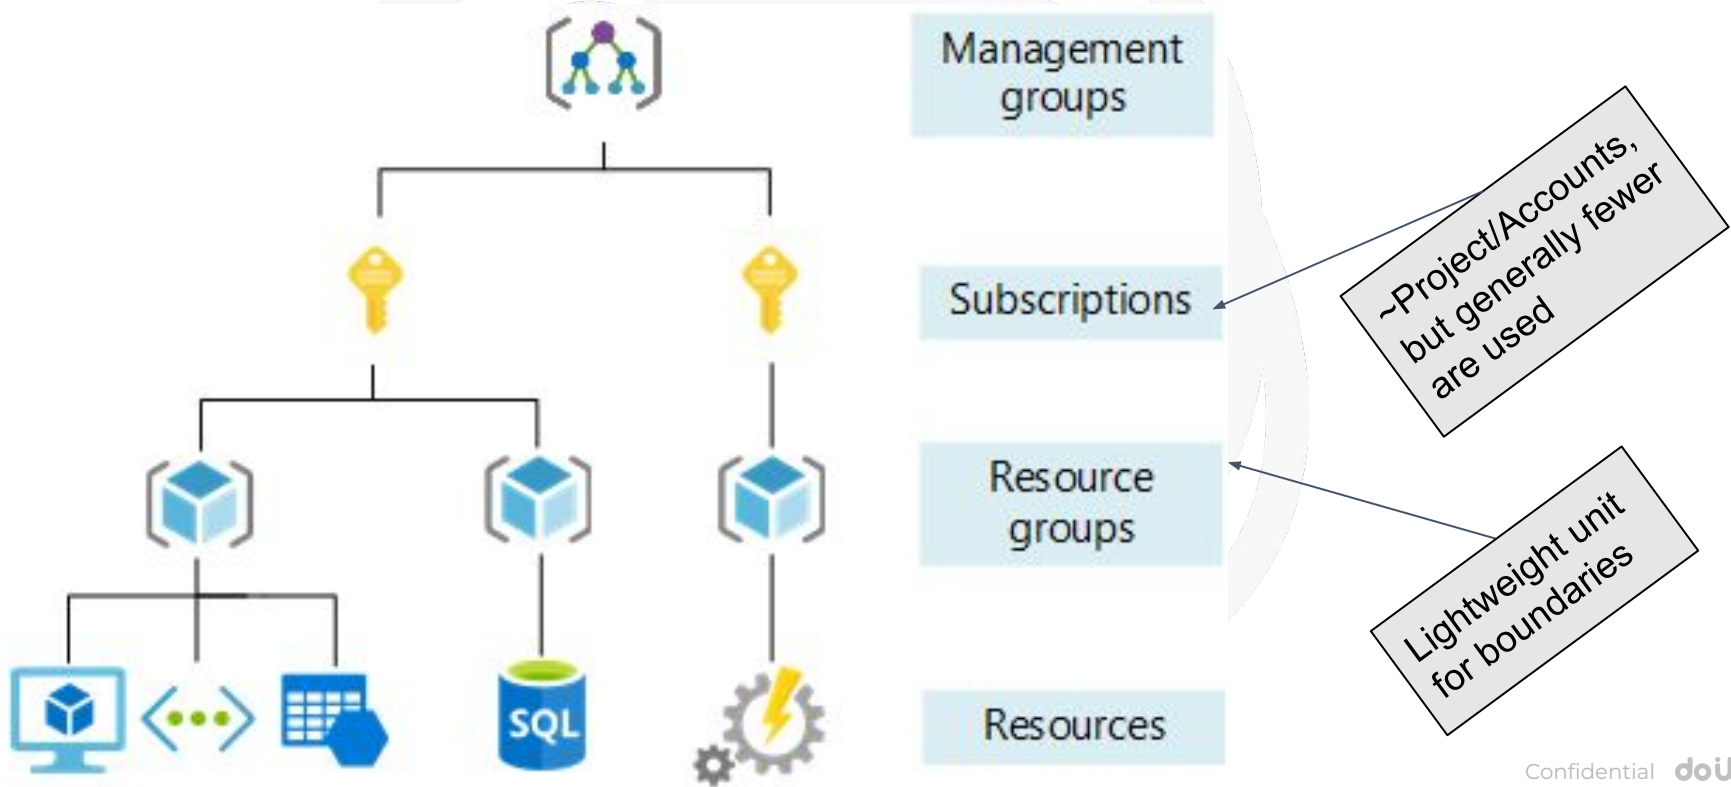 Management
groups
~Project/Accounts,
but generally fewer
are used
Subscriptions
Resource
groups
Lightweight unit
for boundaries
SQL
Resources
Confidential